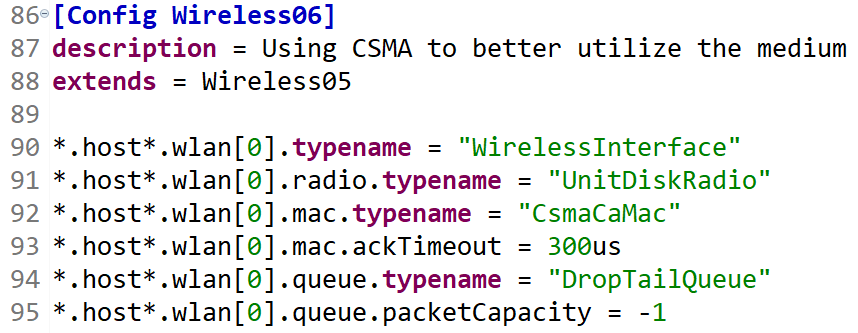 86 [Config Wireless06]
87 description = Using CSMA to better utilize the medium
88 extends = Wireless05
89
90 *.host*.wlan[0].typename = "WirelessInterface"
91 *.host*.wlan[0].radio.typename = "UnitDiskRadio"
92 *.host*.wlan[0].mac.typename = "CsmaCaMac"
93 *.host*.wlan[0].mac.ackTimeout = 300us
94 *.host*.wlan[0].queue.typename = "DropTailQueue"
95 *.host*.wlan[0].queue.packetCapacity = -1